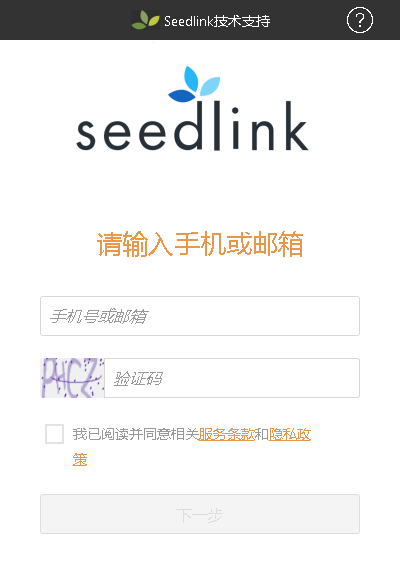 Seedlink技术支持
?
seedlink
请输入手机或邮箱
手机号或邮箱
PHCZ
验证码
我已阅读并同意相关服务条款和隐私政
策
下一步